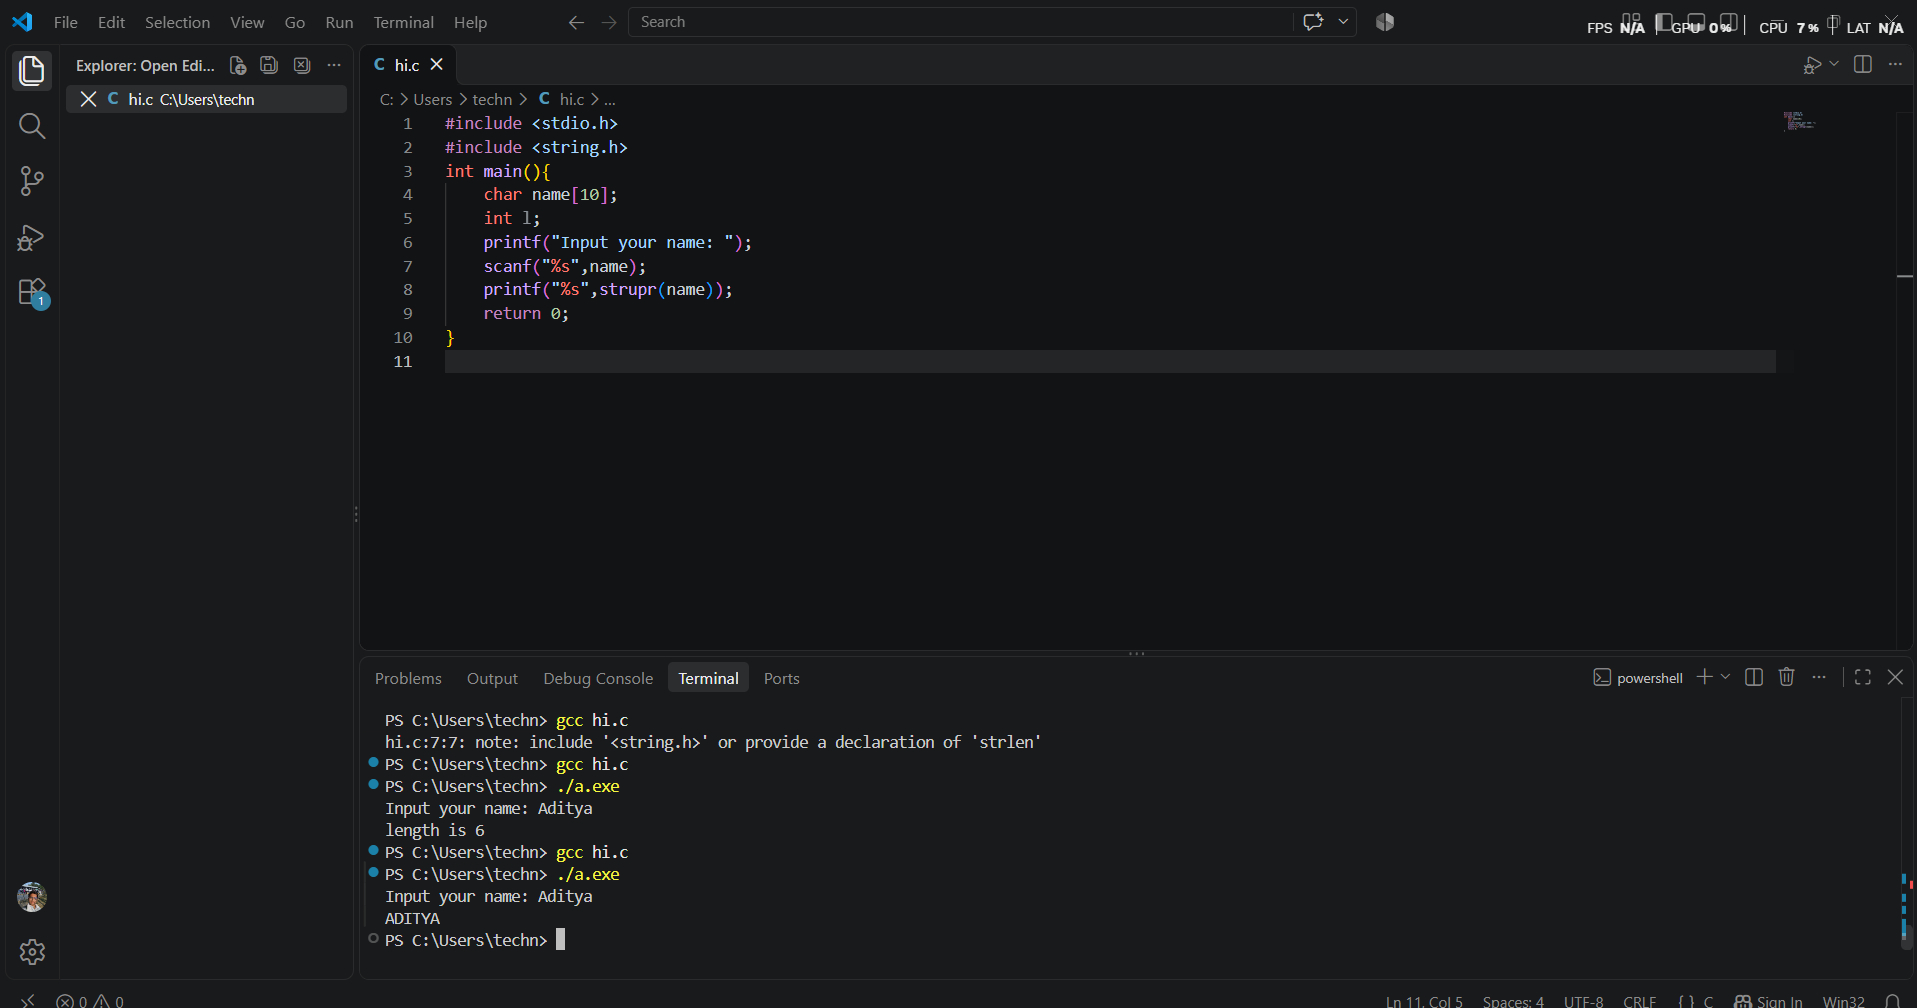 File Edit Selection View Go Run Terminal Help Search FPS N/A GPU 0% CPU 7% LAT N/A
Explorer: Open Edi...
hi.c
hi.c C:\Users\techn
C: > Users > techn > C hi.c > ...
1 #include <stdio.h>
2 #include <string.h>
3 int main(){
4 char name[10];
5 int l;
6 printf("Input your name: ");
7 scanf("%s",name);
8 printf("%s",strupr(name));
9 return 0;
10 }
11
Problems Output Debug Console Terminal Ports powershell
PS C:\Users\techn> gcc hi.c
hi.c:7:7: note: include '<string.h>' or provide a declaration of 'strlen'
PS C:\Users\techn> gcc hi.c
PS C:\Users\techn> ./a.exe
Input your name: Aditya
length is 6
PS C:\Users\techn> gcc hi.c
PS C:\Users\techn> ./a.exe
Input your name: Aditya
ADITYA
PS C:\Users\techn>
1
0 0 Ln 11, Col 5 Spaces: 4 UTF-8 CRLF { } C Sign In Win32